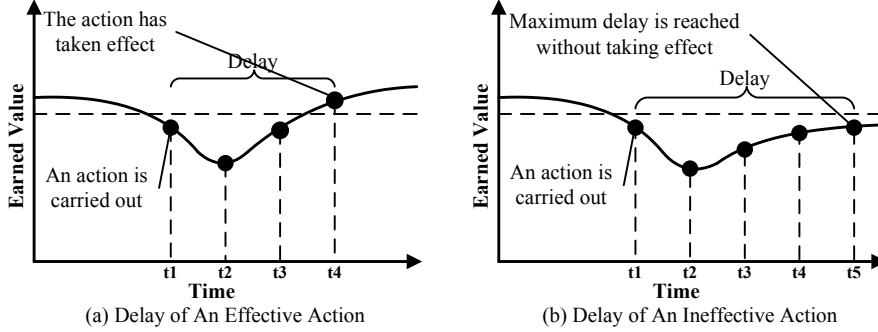 The action has
taken effect
Delay
Earned Value
An action is
carried out
t1 t2 t3 t4
Time
(a) Delay of An Effective Action
Maximum delay is reached
without taking effect
Delay
Earned Value
An action is
carried out
t1 t2 t3 t4 t5
Time
(b) Delay of An Ineffective Action